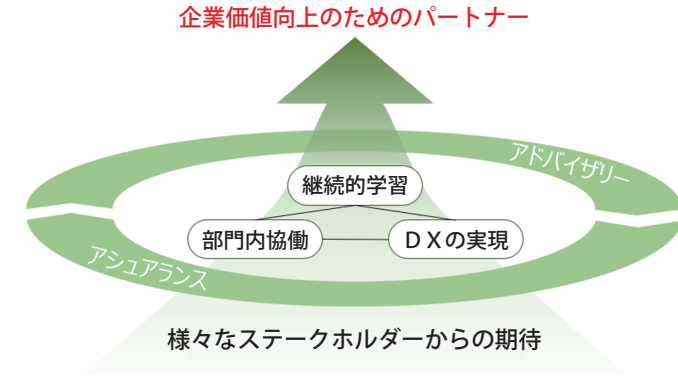 企業価値向上のためのパートナー
アドバイザリー
継続的学習
部門内協働
ＤＸの実現
アシュアランス
様々なステークホルダーからの期待